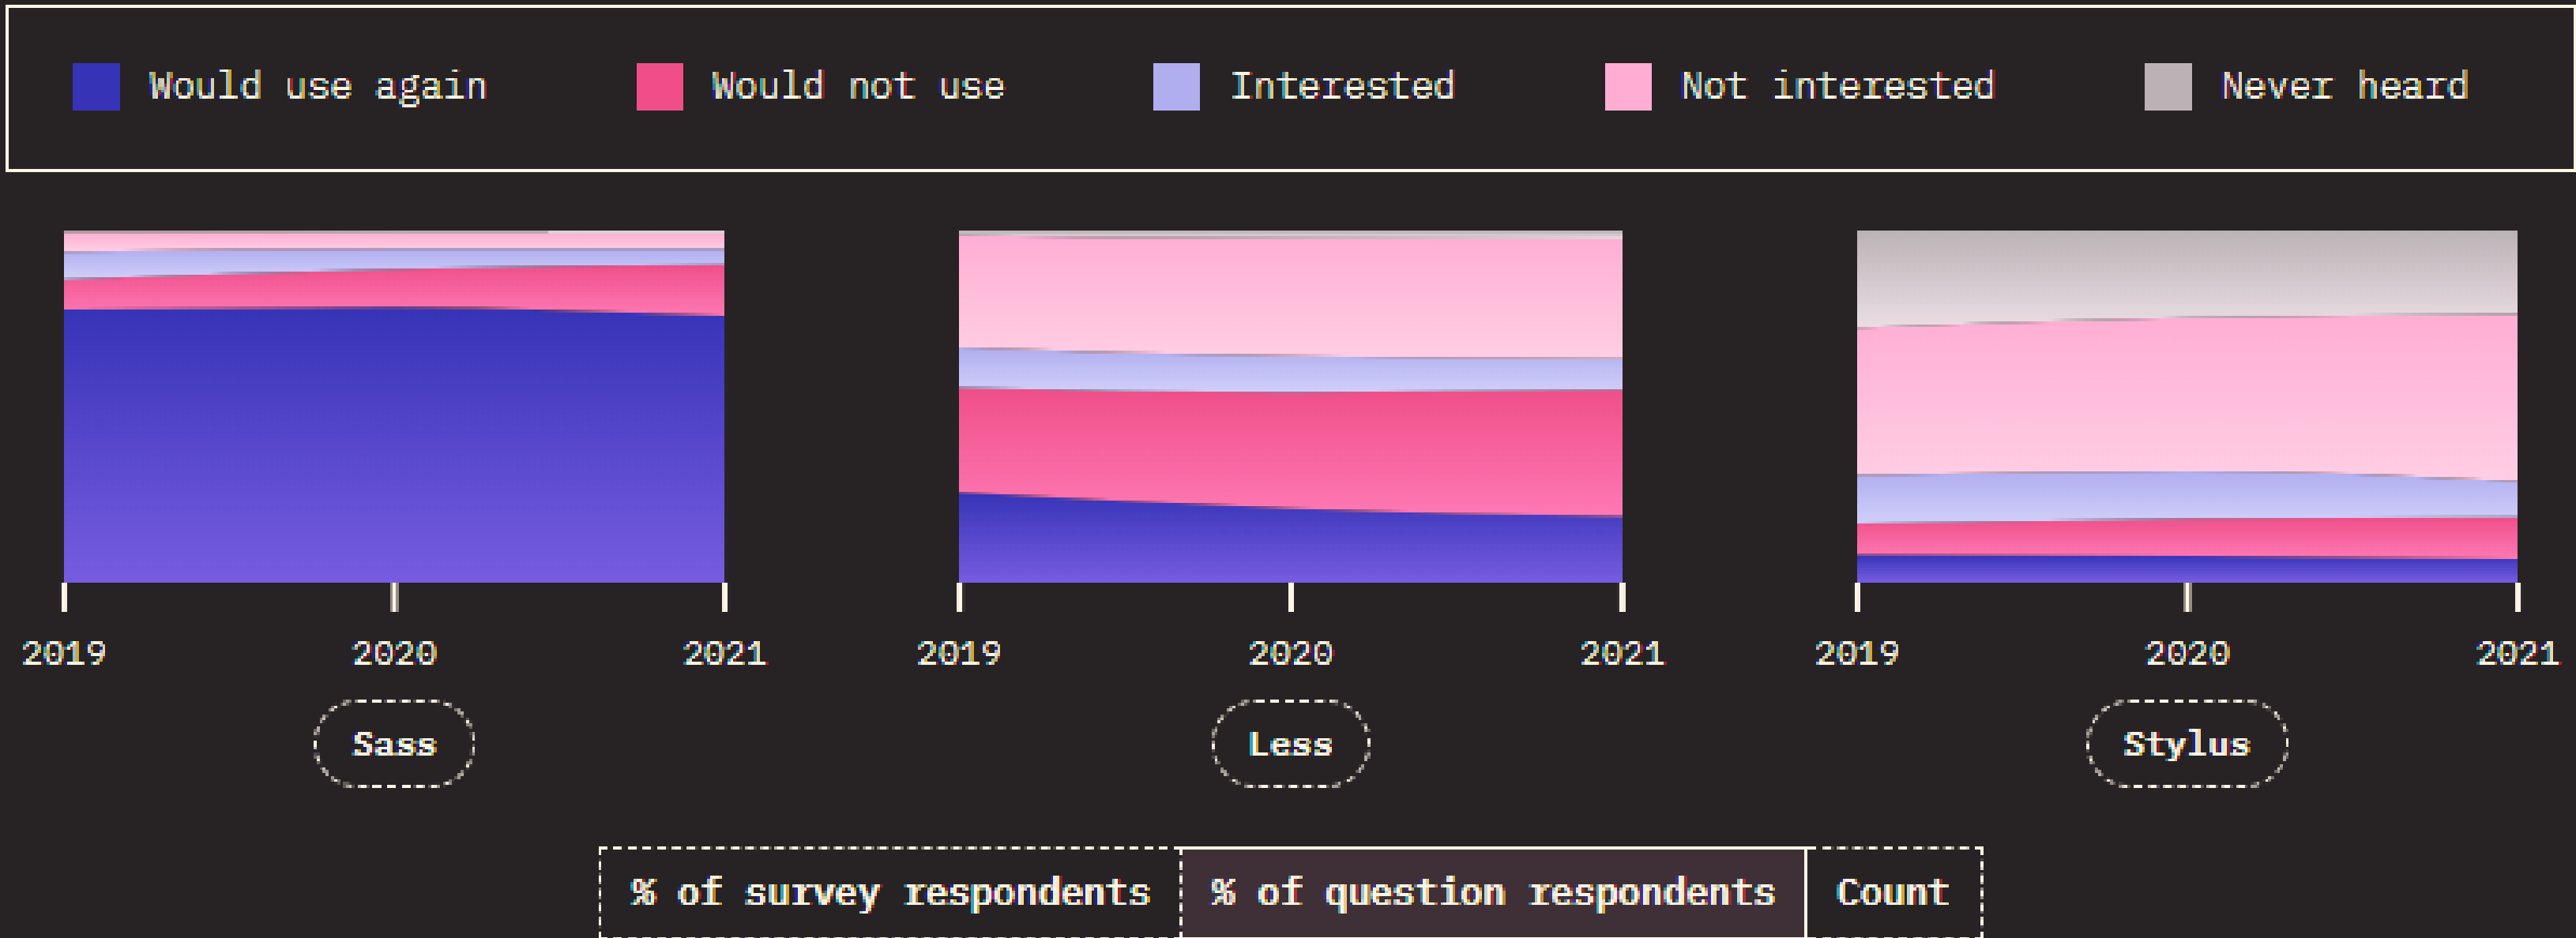 Would use again Would not use Interested Not interested Never heard
2019 2020 2021 2019 2020 2021 2019 2020 2021
Sass Less Stylus
% of survey respondents % of question respondents Count